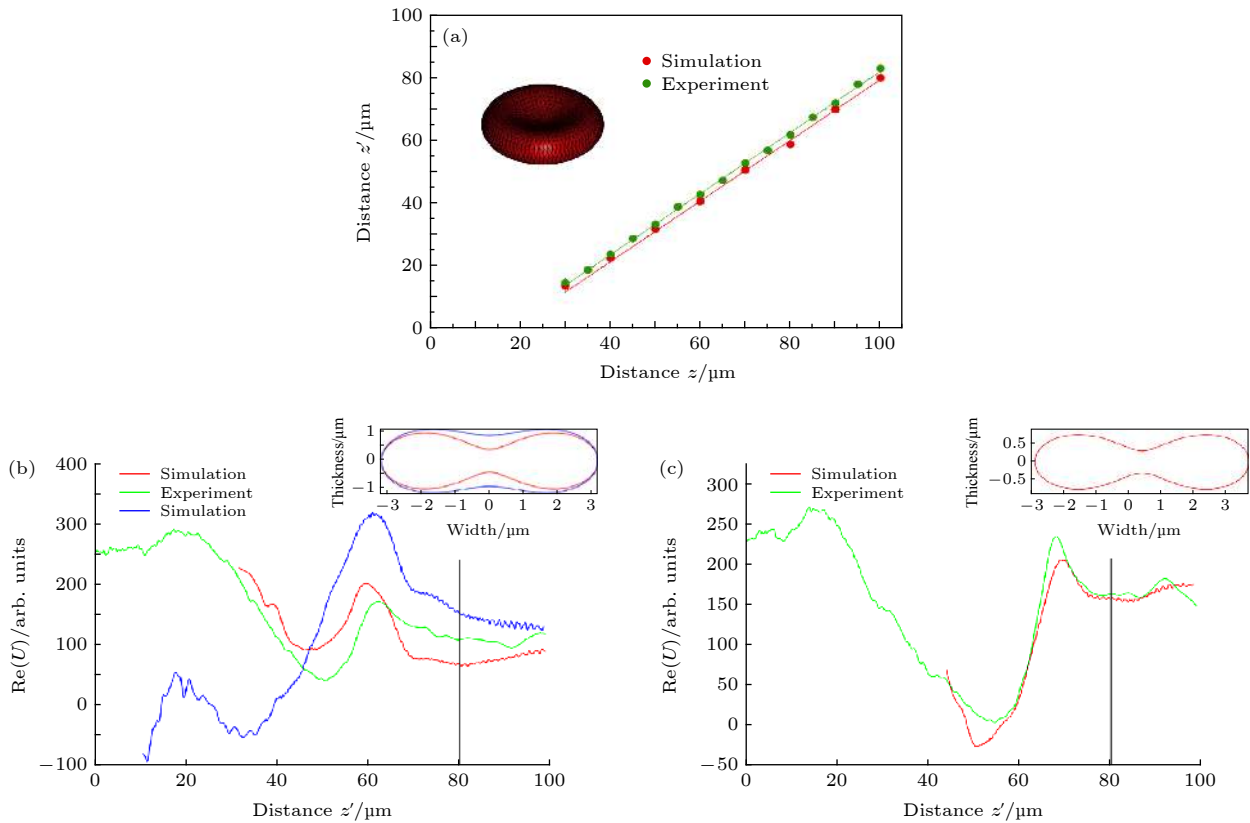 (a)
Simulation
Experiment
100
80
60
40
20
0
Distance z′/µm
0 20 40 60 80 100
Distance z/µm
(b)
Simulation
Experiment
Simulation
400
300
200
100
0
−100
Re(U)/arb. units
0 20 40 60 80 100
Distance z′/µm
Thickness/µm
1
0
−1
−3 −2 −1 0 1 2 3
Width/µm
(c)
Simulation
Experiment
300
250
200
150
100
50
0
−50
Re(U)/arb. units
0 20 40 60 80 100
Distance z′/µm
Thickness/µm
0.5
0
−0.5
−3 −2 −1 0 1 2 3
Width/µm